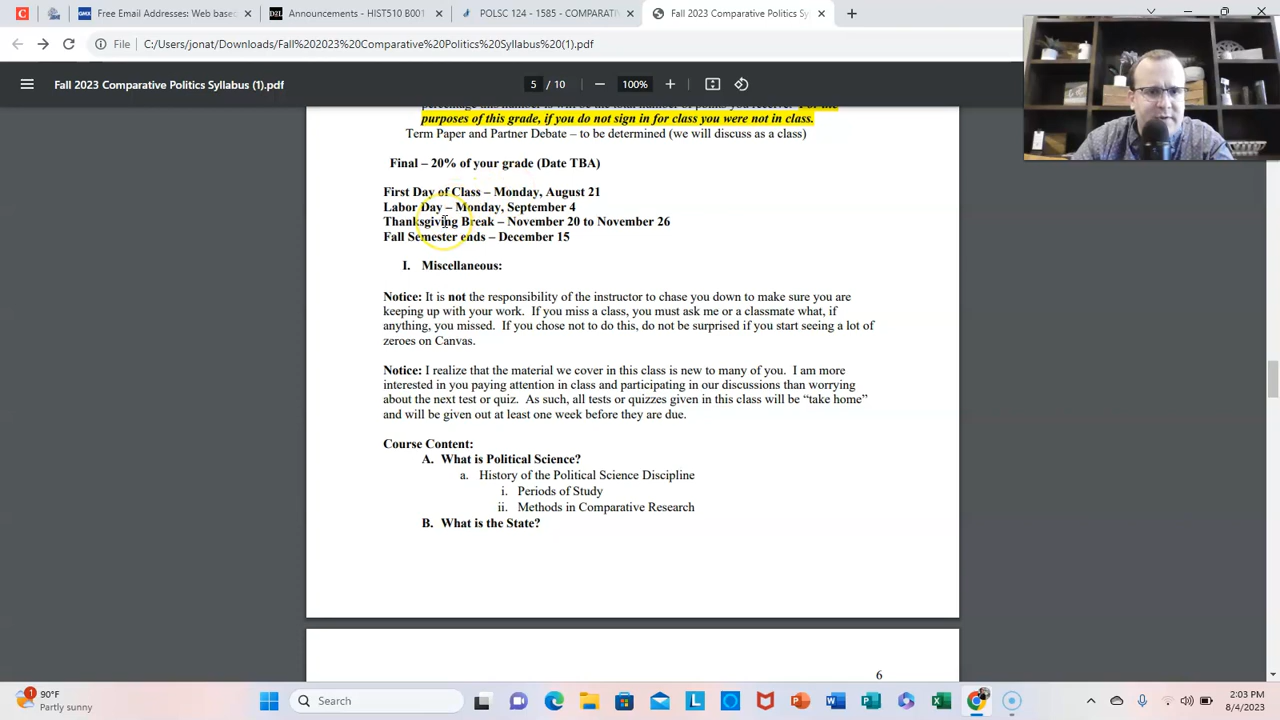 Free Email Addresses: Web based
Announcements - HIST510 B001
POLSC 124 - 1585 - COMPARATI
Fall 2023 Comparative Politics Sy
File C:/Users/jonat/Downloads/Fall%202023%20Comparative%20Politics%20Syllabus%20(1).pdf
Fall 2023 Comparative Politics Syllabus (1).pdf
5 / 10
100%
purposes of this grade, if you do not sign in for class you were not in class.
Term Paper and Partner Debate – to be determined (we will discuss as a class)
Final – 20% of your grade (Date TBA)
First Day of Class – Monday, August 21
Labor Day – Monday, September 4
Thanksgiving Break – November 20 to November 26
Fall Semester ends – December 15
I. Miscellaneous:
Notice: It is not the responsibility of the instructor to chase you down to make sure you are
keeping up with your work. If you miss a class, you must ask me or a classmate what, if
anything, you missed. If you chose not to do this, do not be surprised if you start seeing a lot of
zeroes on Canvas.
Notice: I realize that the material we cover in this class is new to many of you. I am more
interested in you paying attention in class and participating in our discussions than worrying
about the next test or quiz. As such, all tests or quizzes given in this class will be “take home”
and will be given out at least one week before they are due.
Course Content:
A. What is Political Science?
a. History of the Political Science Discipline
i. Periods of Study
ii. Methods in Comparative Research
B. What is the State?
6
90°F
Partly sunny
Search
2:03 PM
8/4/2023